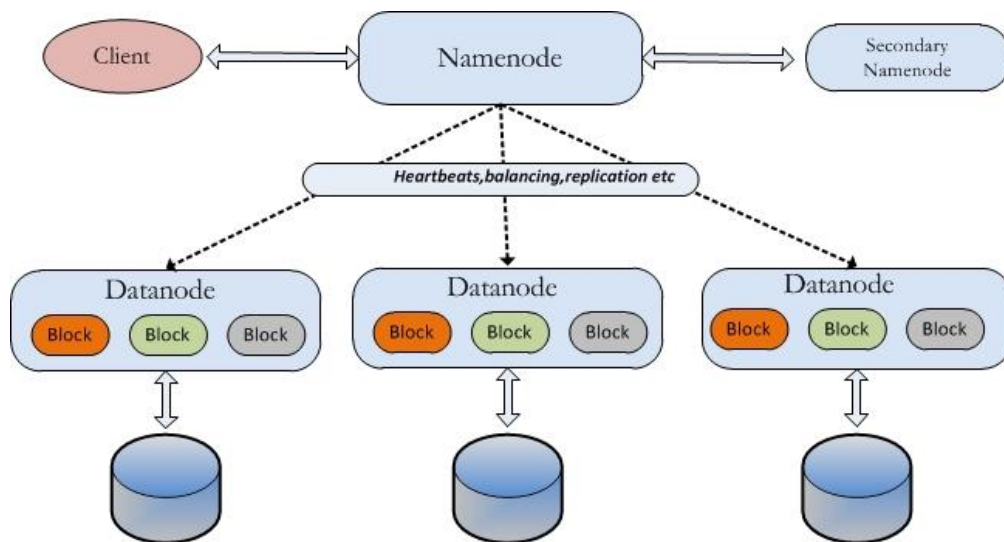 Client
Namenode
Secondary
Namenode
Heartbeats,balancing,replication etc
Datanode
Block Block Block
Datanode
Block Block Block
Datanode
Block Block Block